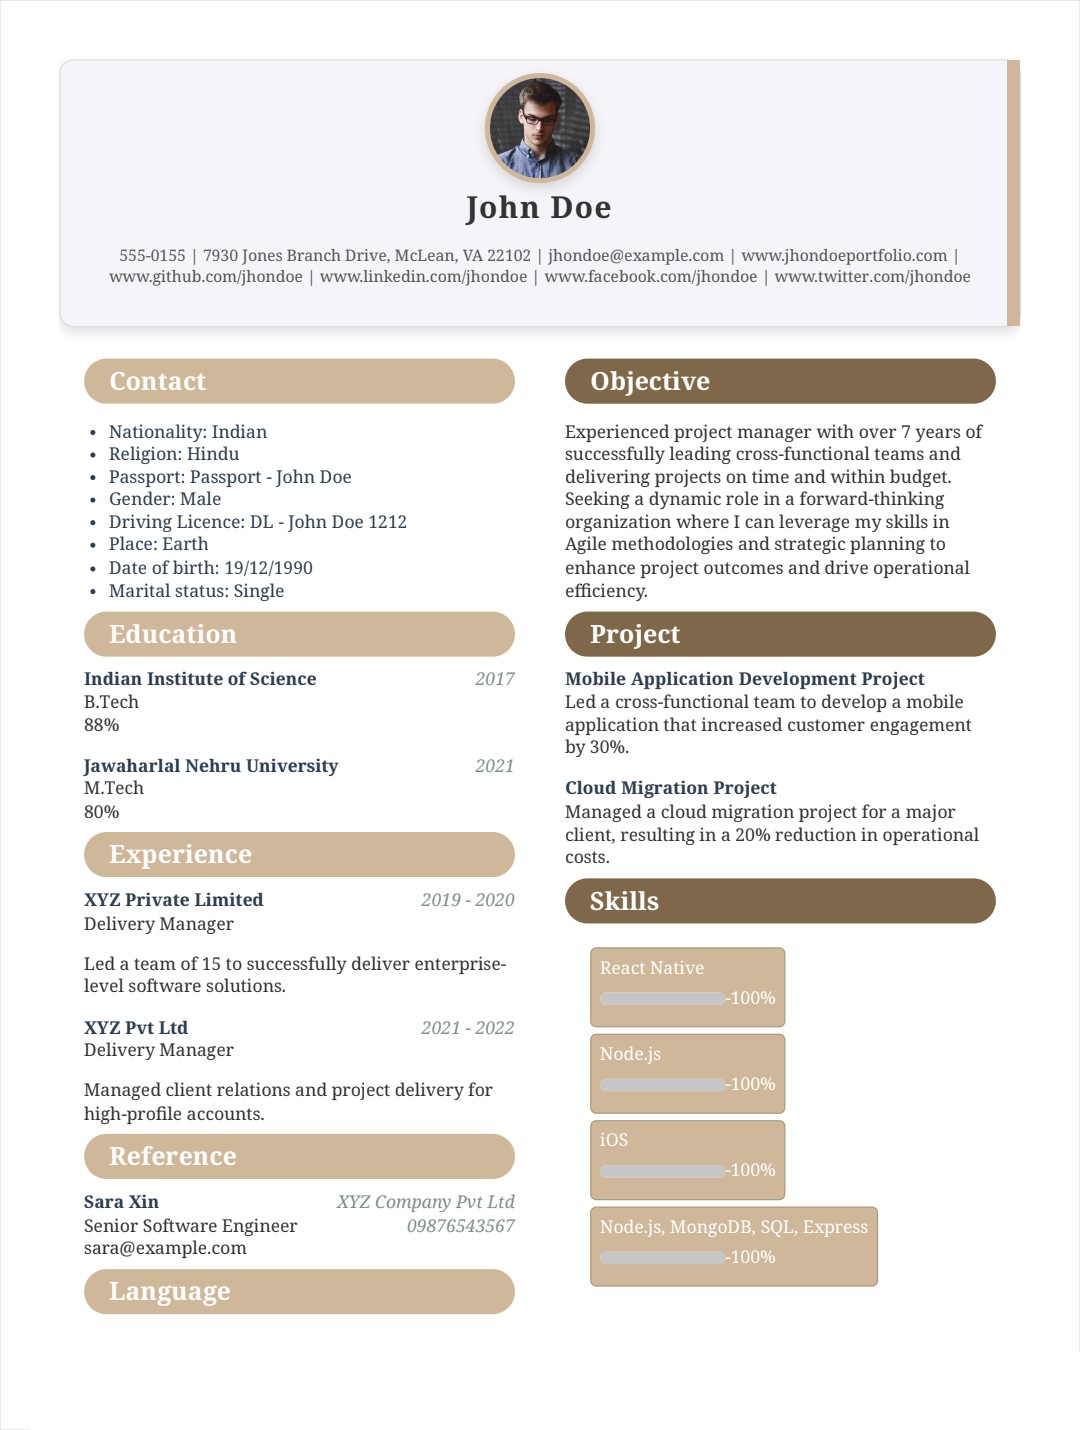 John Doe
555-0155 | 7930 Jones Branch Drive, McLean, VA 22102 | jhondoe@example.com | www.jhondoeportfolio.com |
www.github.com/jhondoe | www.linkedin.com/jhondoe | www.facebook.com/jhondoe | www.twitter.com/jhondoe
Contact
• Nationality: Indian
• Religion: Hindu
• Passport: Passport - John Doe
• Gender: Male
• Driving Licence: DL - John Doe 1212
• Place: Earth
• Date of birth: 19/12/1990
• Marital status: Single
Education
Indian Institute of Science 2017
B.Tech
88%
Jawaharlal Nehru University 2021
M.Tech
80%
Experience
XYZ Private Limited 2019 - 2020
Delivery Manager
Led a team of 15 to successfully deliver enterprise-
level software solutions.
XYZ Pvt Ltd 2021 - 2022
Delivery Manager
Managed client relations and project delivery for
high-profile accounts.
Reference
Sara Xin XYZ Company Pvt Ltd
Senior Software Engineer 09876543567
sara@example.com
Language
Objective
Experienced project manager with over 7 years of
successfully leading cross-functional teams and
delivering projects on time and within budget.
Seeking a dynamic role in a forward-thinking
organization where I can leverage my skills in
Agile methodologies and strategic planning to
enhance project outcomes and drive operational
efficiency.
Project
Mobile Application Development Project
Led a cross-functional team to develop a mobile
application that increased customer engagement
by 30%.
Cloud Migration Project
Managed a cloud migration project for a major
client, resulting in a 20% reduction in operational
costs.
Skills
React Native
-100%
Node.js
-100%
iOS
-100%
Node.js, MongoDB, SQL, Express
-100%